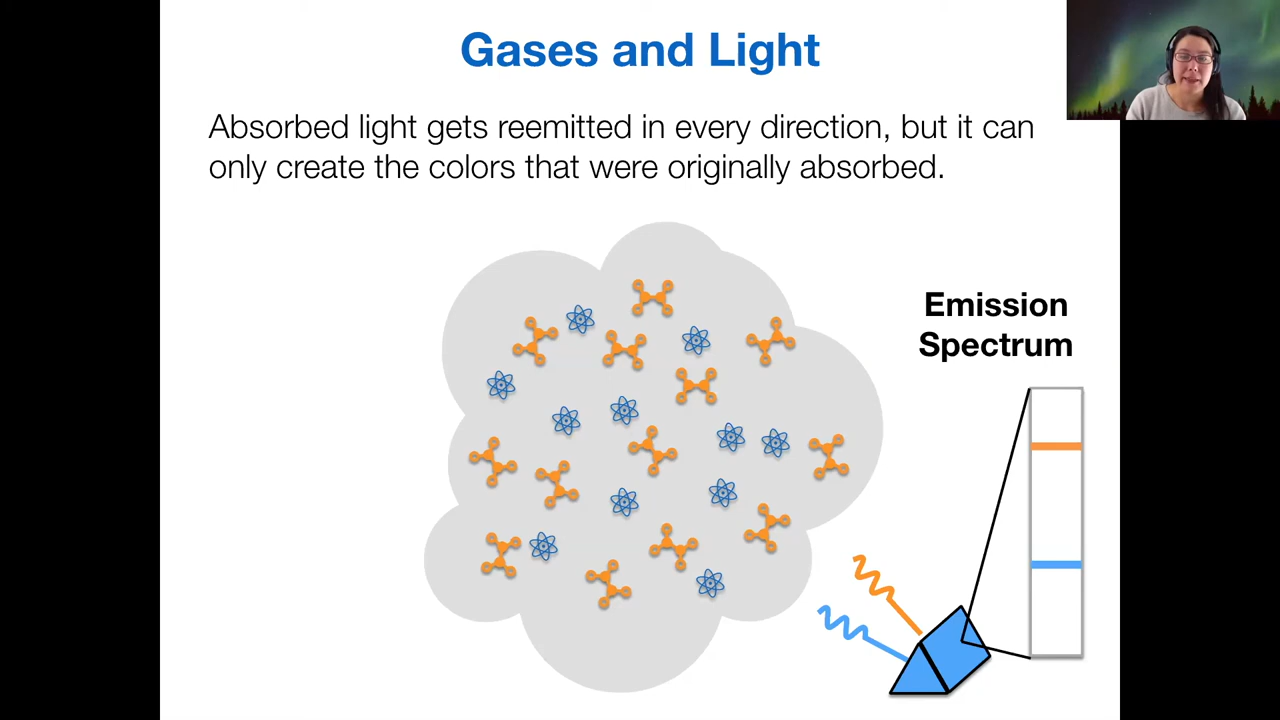 Gases and Light
Absorbed light gets reemitted in every direction, but it can
only create the colors that were originally absorbed.
Emission
Spectrum